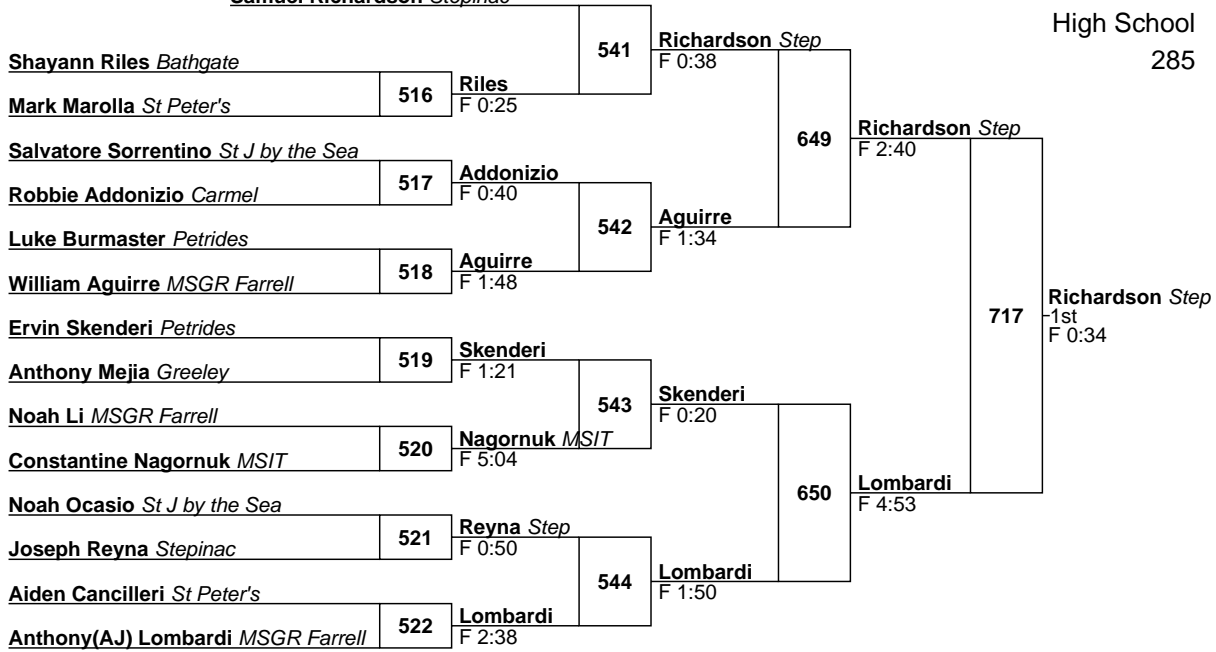 Samuel Richardson Stepinac
High School
285
541
Richardson Step
F 0:38
Shayann Riles Bathgate
516
Riles
F 0:25
Mark Marolla St Peter's
649
Richardson Step
F 2:40
Salvatore Sorrentino St J by the Sea
517
Addonizio
F 0:40
Robbie Addonizio Carmel
542
Aguirre
F 1:34
Luke Burmaster Petrides
518
Aguirre
F 1:48
William Aguirre MSGR Farrell
717
Richardson Step
1st
F 0:34
Ervin Skenderi Petrides
519
Skenderi
F 1:21
Anthony Mejia Greeley
543
Skenderi
F 0:20
Noah Li MSGR Farrell
520
Nagornuk MSIT
F 5:04
Constantine Nagornuk MSIT
650
Lombardi
F 4:53
Noah Ocasio St J by the Sea
521
Reyna Step
F 0:50
Joseph Reyna Stepinac
544
Lombardi
F 1:50
Aiden Cancilleri St Peter's
522
Lombardi
F 2:38
Anthony(AJ) Lombardi MSGR Farrell